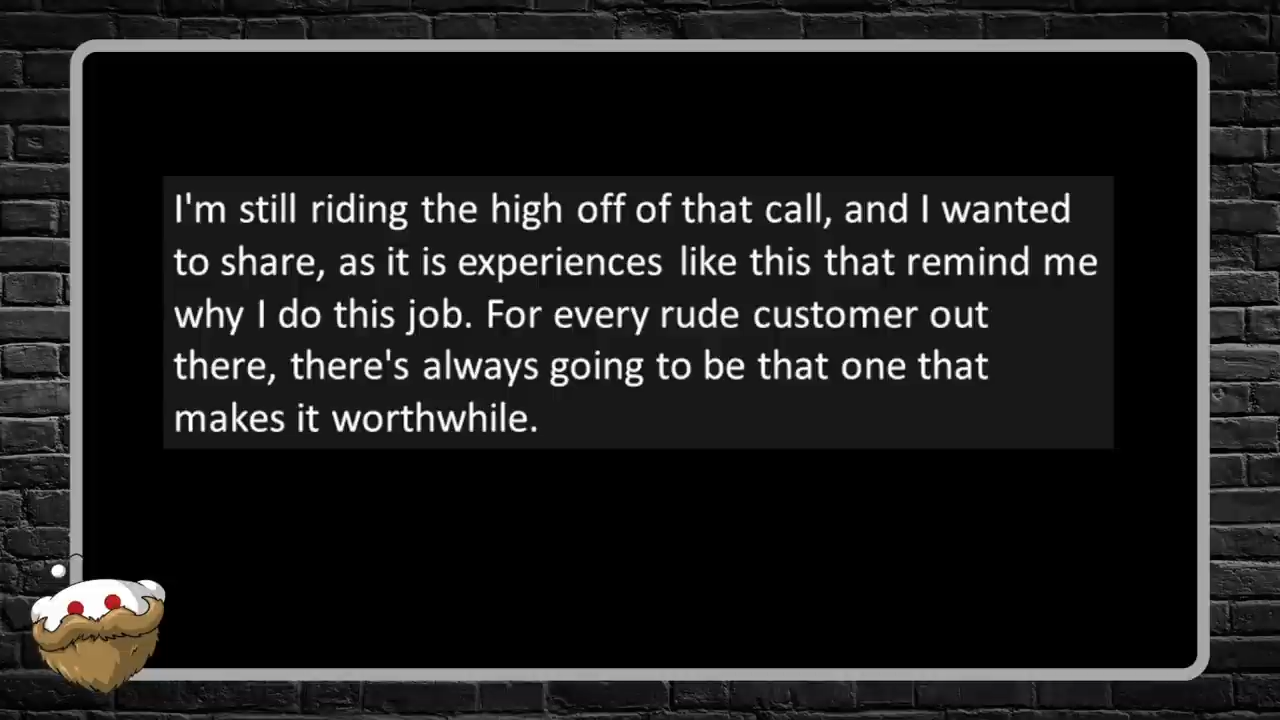 I'm still riding the high off of that call, and I wanted
to share, as it is experiences like this that remind me
why I do this job. For every rude customer out
there, there's always going to be that one that
makes it worthwhile.